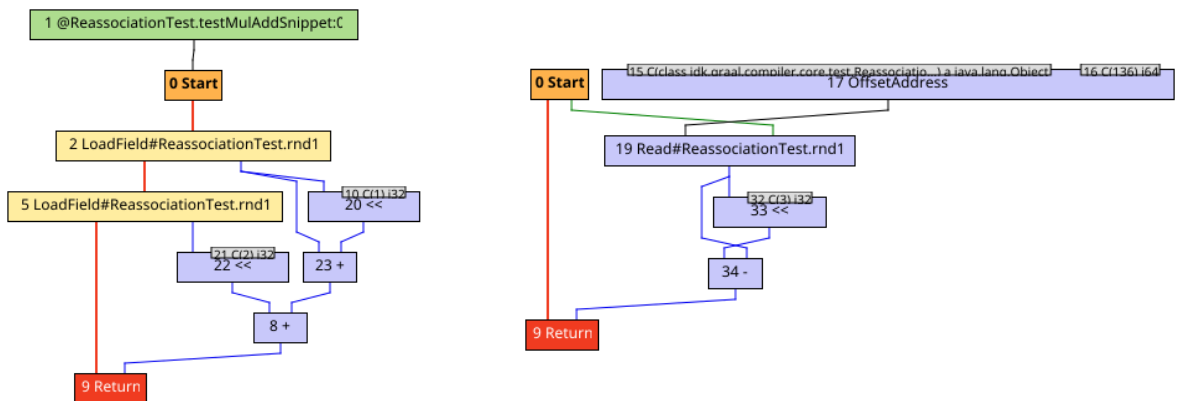 1 @ReassociationTest.testMulAddSnippet:0
0 Start
2 LoadField#ReassociationTest.rnd1
5 LoadField#ReassociationTest.rnd1
10 C(1) i32
20 <<
21 C(2) i32
22 <<
23 +
8 +
9 Return
0 Start
15 C(class jdk.graal.compiler.core.test.Reassociatio...) a java.lang.Object
16 C(136) i64
17 OffsetAddress
19 Read#ReassociationTest.rnd1
32 C(3) i32
33 <<
34 -
9 Return